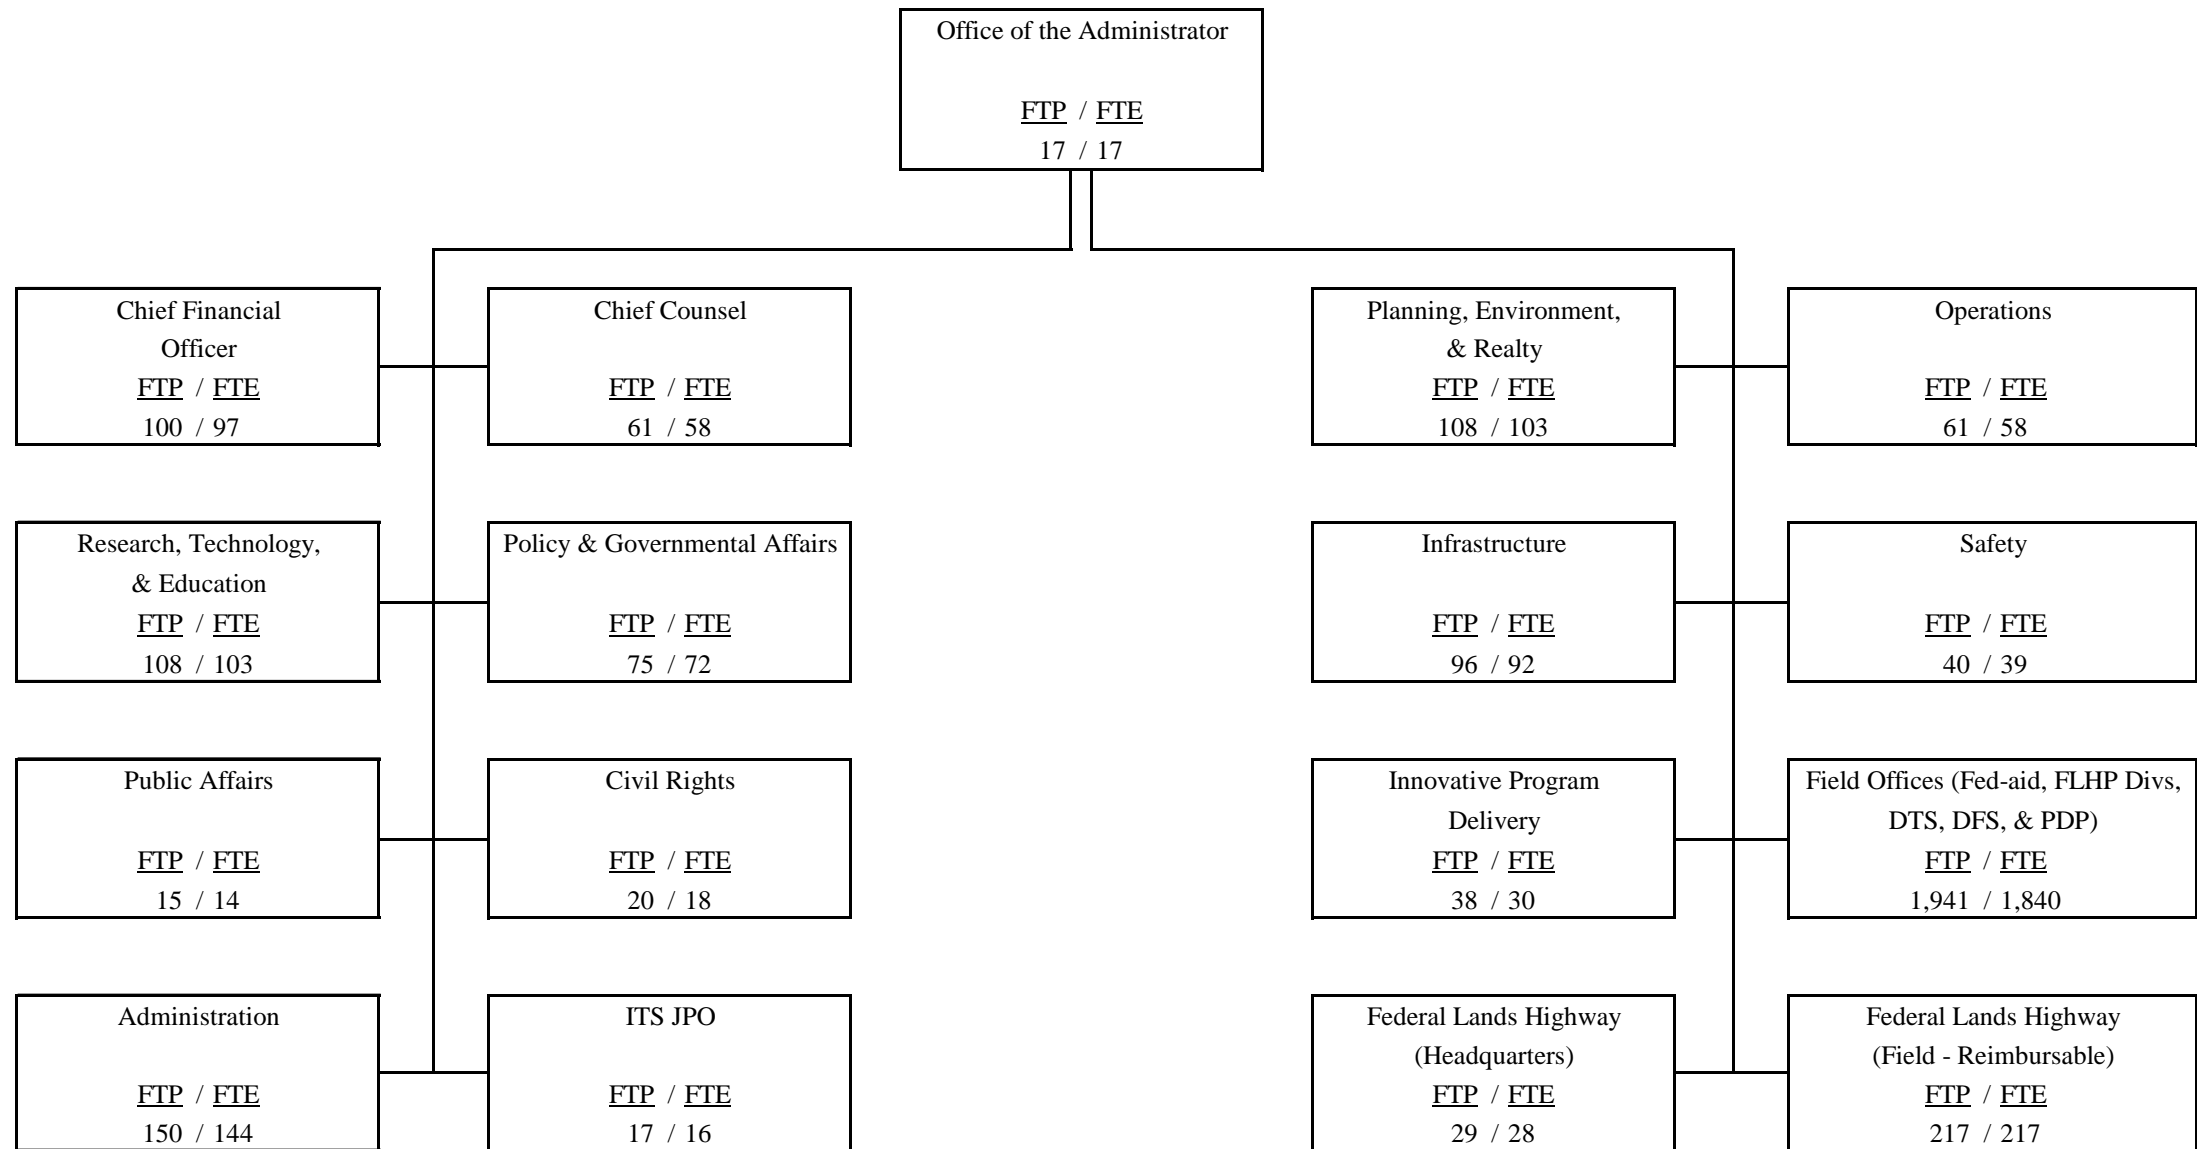 Office of the Administrator
FTP / FTE
17 / 17
Chief Financial
Officer
FTP / FTE
100 / 97
Chief Counsel
FTP / FTE
61 / 58
Planning, Environment,
& Realty
FTP / FTE
108 / 103
Operations
FTP / FTE
61 / 58
Research, Technology,
& Education
FTP / FTE
108 / 103
Policy & Governmental Affairs
FTP / FTE
75 / 72
Infrastructure
FTP / FTE
96 / 92
Safety
FTP / FTE
40 / 39
Public Affairs
FTP / FTE
15 / 14
Civil Rights
FTP / FTE
20 / 18
Innovative Program
Delivery
FTP / FTE
38 / 30
Field Offices (Fed-aid, FLHP Divs,
DTS, DFS, & PDP)
FTP / FTE
1,941 / 1,840
Administration
FTP / FTE
150 / 144
ITS JPO
FTP / FTE
17 / 16
Federal Lands Highway
(Headquarters)
FTP / FTE
29 / 28
Federal Lands Highway
(Field - Reimbursable)
FTP / FTE
217 / 217